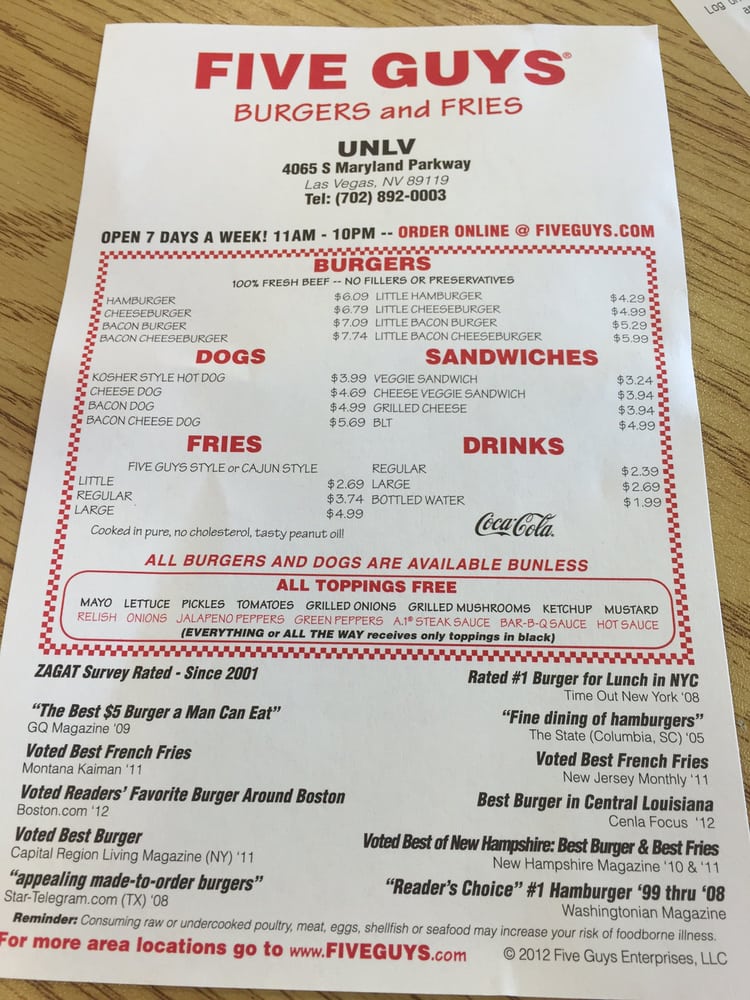 Log on
FIVE GUYS®
BURGERS and FRIES
UNLV
4065 S Maryland Parkway
Las Vegas, NV 89119
Tel: (702) 892-0003
OPEN 7 DAYS A WEEK! 11AM - 10PM -- ORDER ONLINE @ FIVEGUYS.COM
BURGERS
100% FRESH BEEF -- NO FILLERS OR PRESERVATIVES
HAMBURGER $6.09
CHEESEBURGER $6.79
BACON BURGER $7.09
BACON CHEESEBURGER $7.74
LITTLE HAMBURGER $4.29
LITTLE CHEESEBURGER $4.99
LITTLE BACON BURGER $5.29
LITTLE BACON CHEESEBURGER $5.99
DOGS
KOSHER STYLE HOT DOG $3.99
CHEESE DOG $4.69
BACON DOG $4.99
BACON CHEESE DOG $5.69
SANDWICHES
VEGGIE SANDWICH $3.24
CHEESE VEGGIE SANDWICH $3.94
GRILLED CHEESE $3.94
BLT $4.99
FRIES
FIVE GUYS STYLE or CAJUN STYLE
LITTLE $2.69
REGULAR $3.74
LARGE $4.99
Cooked in pure, no cholesterol, tasty peanut oil!
DRINKS
REGULAR $2.39
LARGE $2.69
BOTTLED WATER $1.99
Coca-Cola.
ALL BURGERS AND DOGS ARE AVAILABLE BUNLESS
ALL TOPPINGS FREE
MAYO LETTUCE PICKLES TOMATOES GRILLED ONIONS GRILLED MUSHROOMS KETCHUP MUSTARD
RELISH ONIONS JALAPENO PEPPERS GREEN PEPPERS A.1® STEAK SAUCE BAR-B-Q SAUCE HOT SAUCE
(EVERYTHING or ALL THE WAY receives only toppings in black)
ZAGAT Survey Rated - Since 2001
"The Best $5 Burger a Man Can Eat"
GQ Magazine '09
Voted Best French Fries
Montana Kaiman '11
Voted Readers' Favorite Burger Around Boston
Boston.com '12
Voted Best Burger
Capital Region Living Magazine (NY) '11
"appealing made-to-order burgers"
Star-Telegram.com (TX) '08
Rated #1 Burger for Lunch in NYC
Time Out New York '08
"Fine dining of hamburgers"
The State (Columbia, SC) '05
Voted Best French Fries
New Jersey Monthly '11
Best Burger in Central Louisiana
Cenla Focus '12
Voted Best of New Hampshire: Best Burger & Best Fries
New Hampshire Magazine '10 & '11
"Reader's Choice" #1 Hamburger '99 thru '08
Washingtonian Magazine
Reminder: Consuming raw or undercooked poultry, meat, eggs, shellfish or seafood may increase your risk of foodborne illness.
For more area locations go to www.FIVEGUYS.com
© 2012 Five Guys Enterprises, LLC